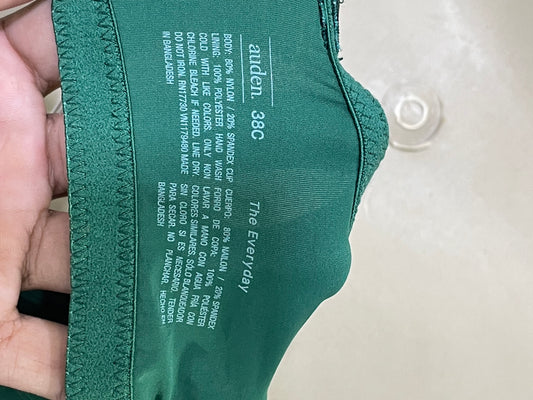 auden. 38C
The Everyday
BODY: 80% NYLON / 20% SPANDEX CUP
LINING: 100% POLYESTER HAND WASH
COLD WITH LIKE COLORS. ONLY NON
CHLORINE BLEACH IF NEEDED. LINE DRY.
DO NOT IRON. RN17730 VN1179480 MADE
IN BANGLADESH
CUERPO: 80% NAILON / 20% SPANDEX
FORRO DE COPA: 100% POLIÉSTER
LAVAR A MANO CON AGUA FRÍA CON
COLORES SIMILARES. SÓLO BLANQUEADOR
SIN CLORO SI ES NECESARIO. TENDER
PARA SECAR. NO PLANCHAR. HECHO EN
BANGLADESH